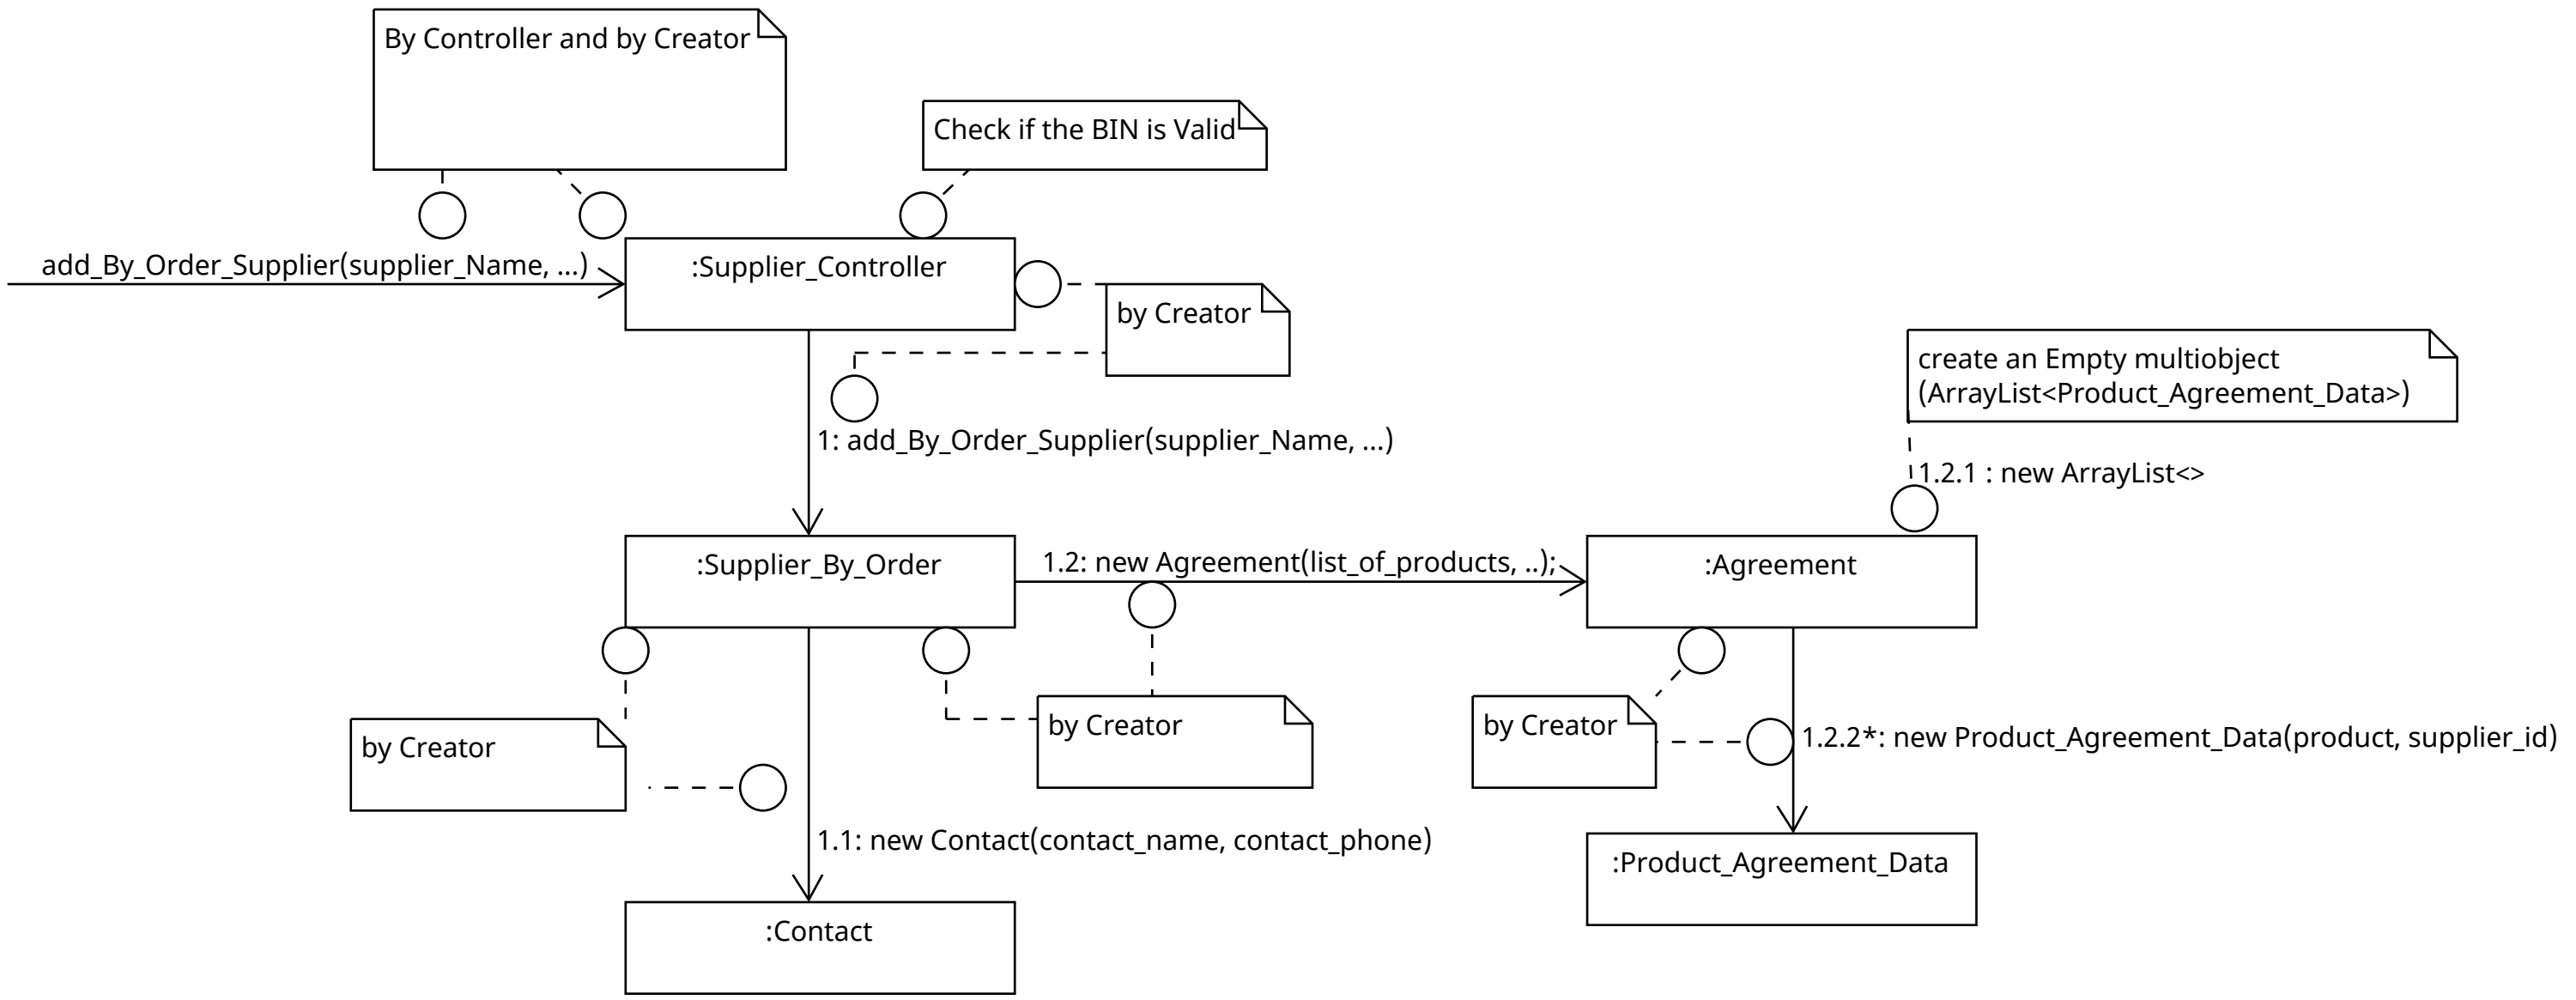 By Controller and by Creator
Check if the BIN is Valid
add_By_Order_Supplier(supplier_Name, ...)
:Supplier_Controller
by Creator
create an Empty multiobject
(ArrayList<Product_Agreement_Data>)
1: add_By_Order_Supplier(supplier_Name, ...)
1.2.1 : new ArrayList<>
:Supplier_By_Order
1.2: new Agreement(list_of_products, ..);
:Agreement
by Creator
by Creator
by Creator
1.2.2*: new Product_Agreement_Data(product, supplier_id)
1.1: new Contact(contact_name, contact_phone)
:Product_Agreement_Data
:Contact